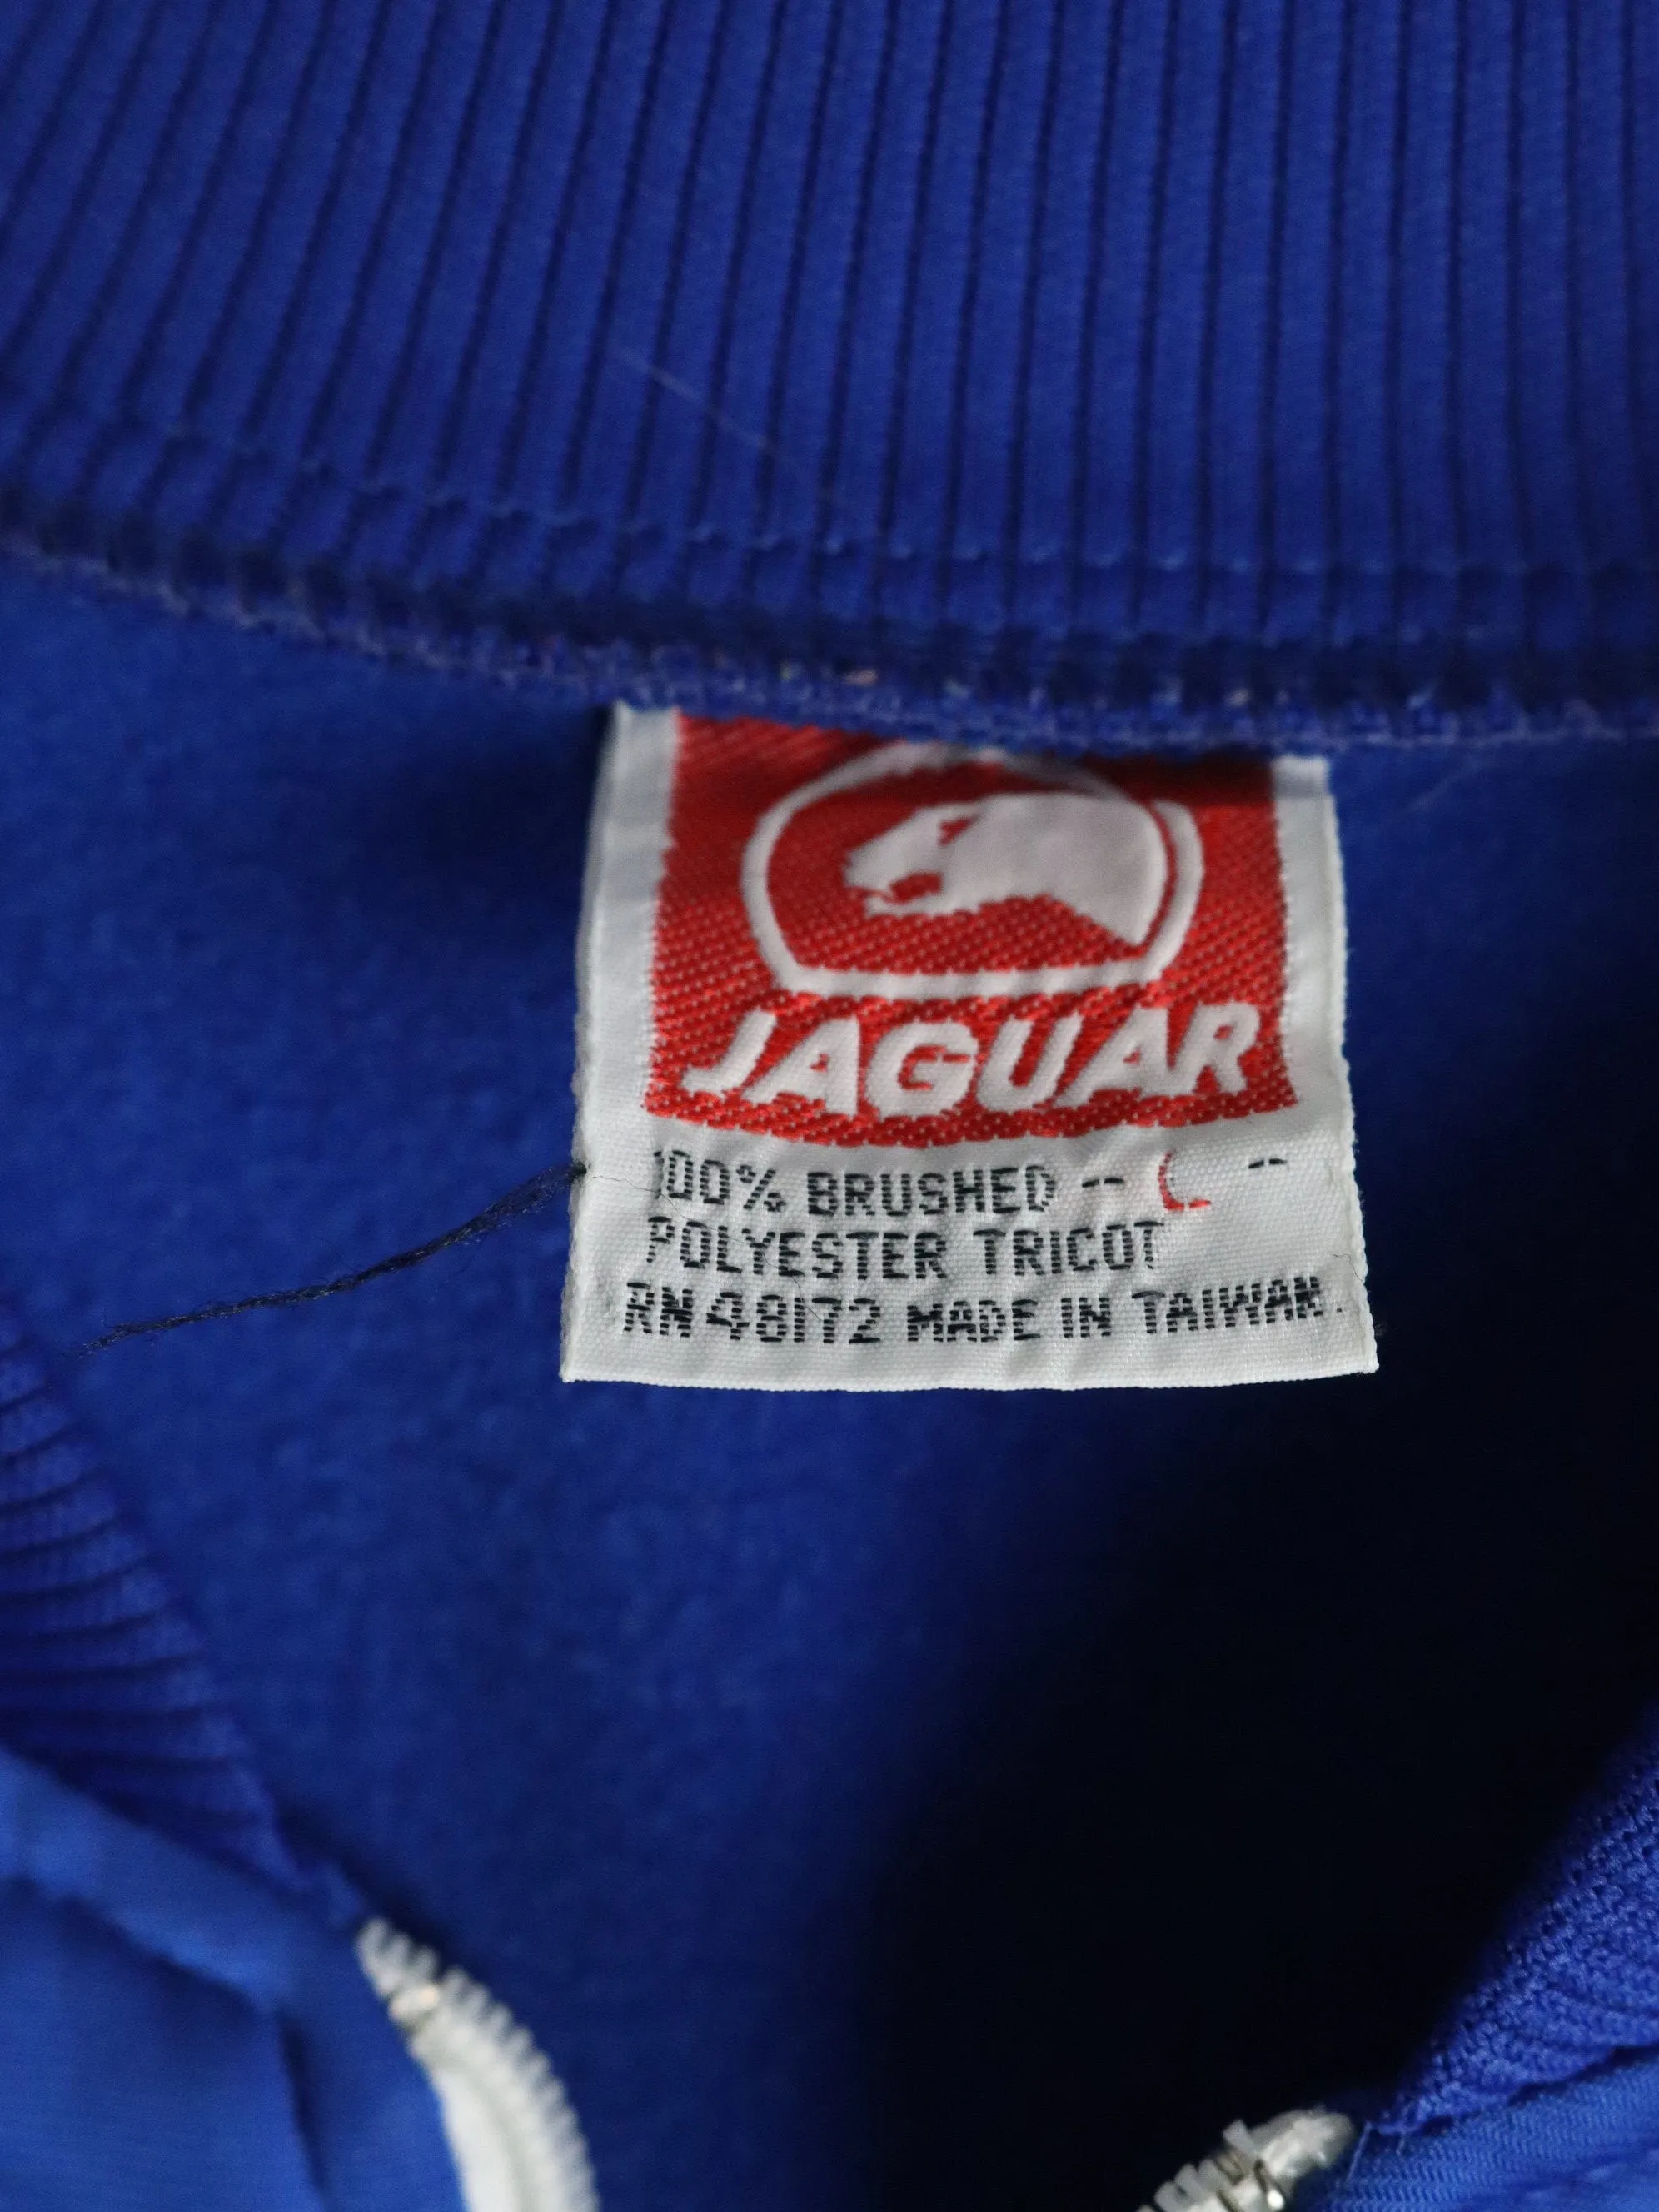 JAGUAR
100% BRUSHED -- L --
POLYESTER TRICOT
RN 48172 MADE IN TAIWAN.